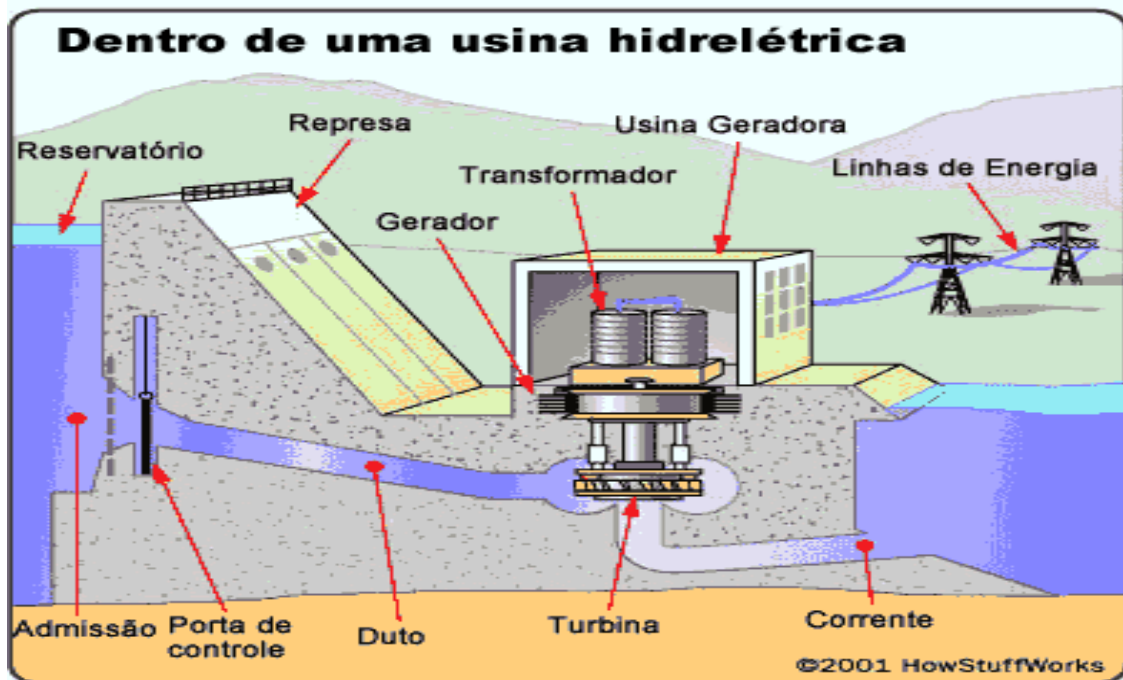 Dentro de uma usina hidrelétrica
Represa
Usina Geradora
Reservatório
Transformador
Linhas de Energia
Gerador
Admissão
Porta de
controle
Duto
Turbina
Corrente
©2001 HowStuffWorks